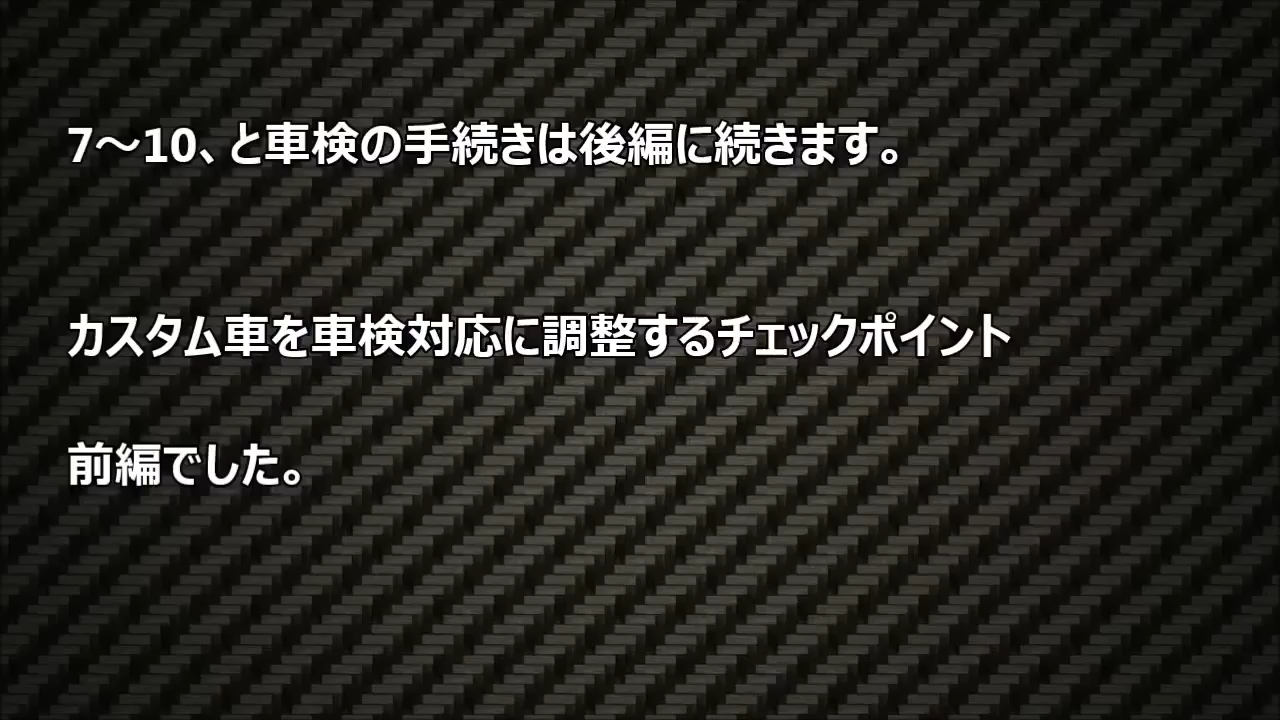 7～10、と車検の手続きは後編に続きます。
カスタム車を車検対応に調整するチェックポイント
前編でした。